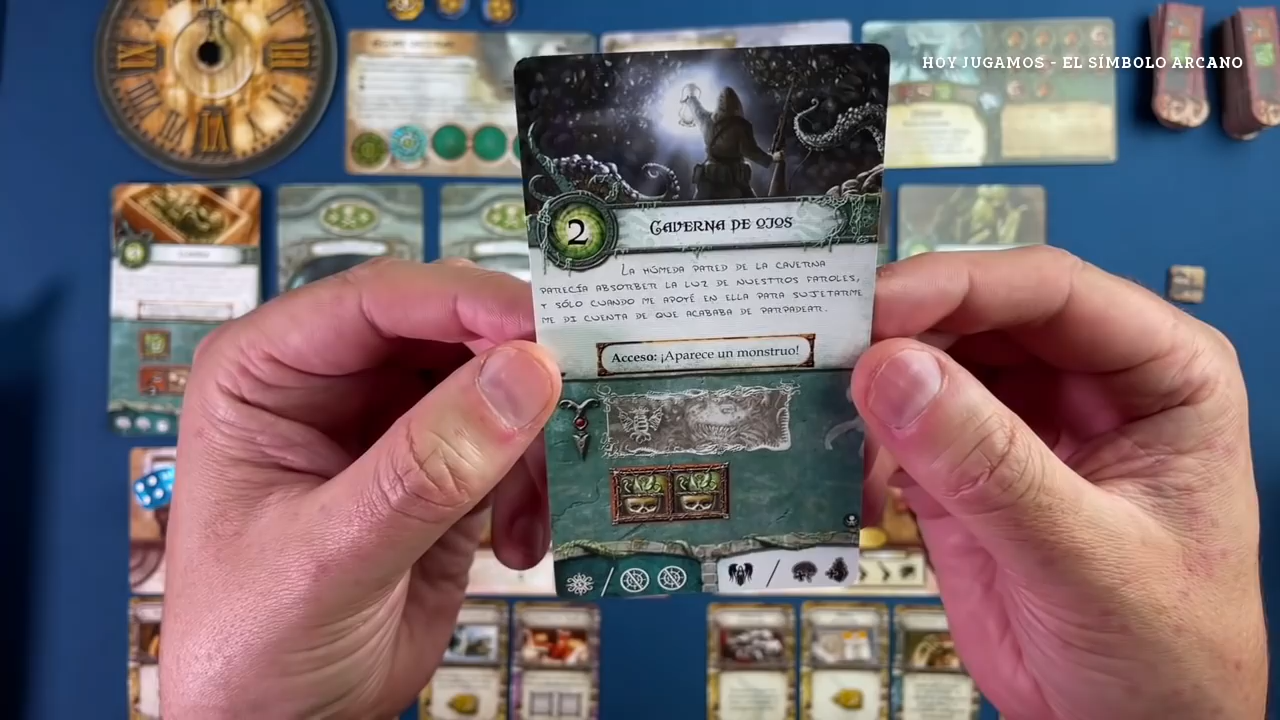 HOY JUGAMOS - EL SÍMBOLO ARCANO
2
CAVERNA DE OJOS
LA HÚMEDA PARED DE LA CAVERNA
PARECÍA ABSORBER LA LUZ DE NUESTROS FAROLES,
Y SÓLO CUANDO ME APOYÉ EN ELLA PARA SUJETARME
ME DI CUENTA DE QUE ACABABA DE PARPADEAR.
Acceso: ¡Aparece un monstruo!